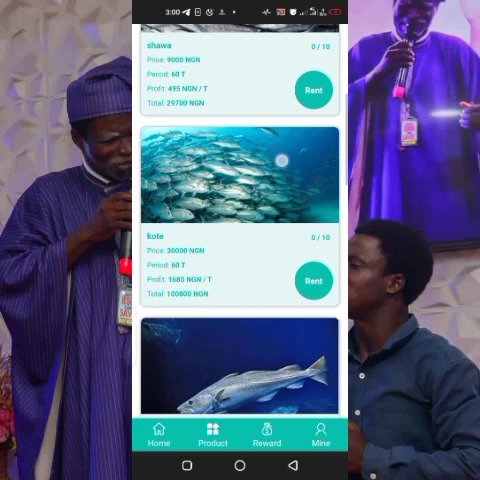 3:00
shawa
0 / 10
Price: 9000 NGN
Period: 60 T
Profit: 495 NGN / T
Rent
Total: 29700 NGN
kote
0 / 10
Price: 30000 NGN
Period: 60 T
Profit: 1680 NGN / T
Rent
Total: 100800 NGN
Home
Product
Reward
Mine